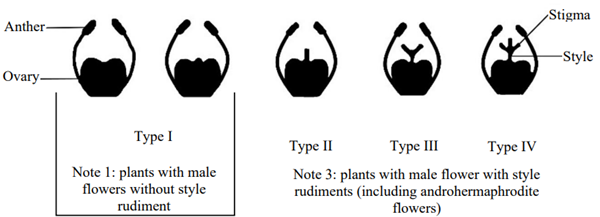 Anther
Stigma
Style
Ovary
Type I
Type II
Type III
Type IV
Note 1: plants with male
flowers without style
rudiment
Note 3: plants with male flower with style
rudiments (including androhermaphrodite
flowers)